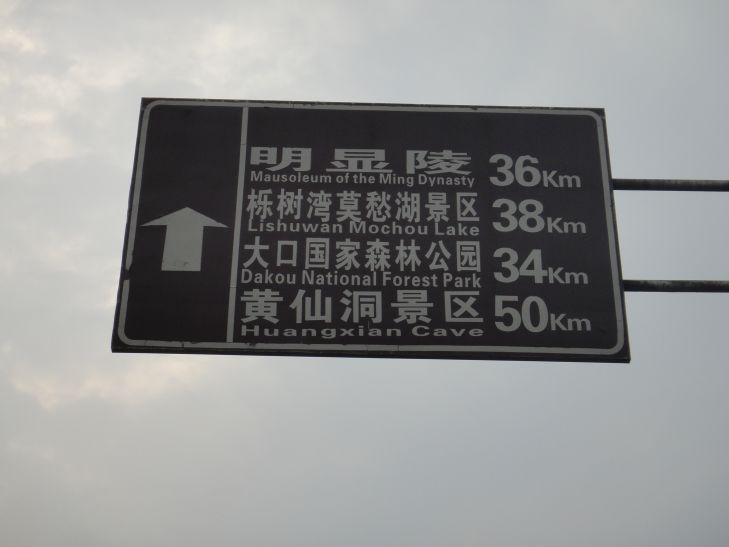 明显陵 36Km
Mausoleum of the Ming Dynasty
栎树湾莫愁湖景区 38Km
Lishuwan Mochou Lake
大口国家森林公园 34Km
Dakou National Forest Park
黄仙洞景区 50Km
Huangxian Cave